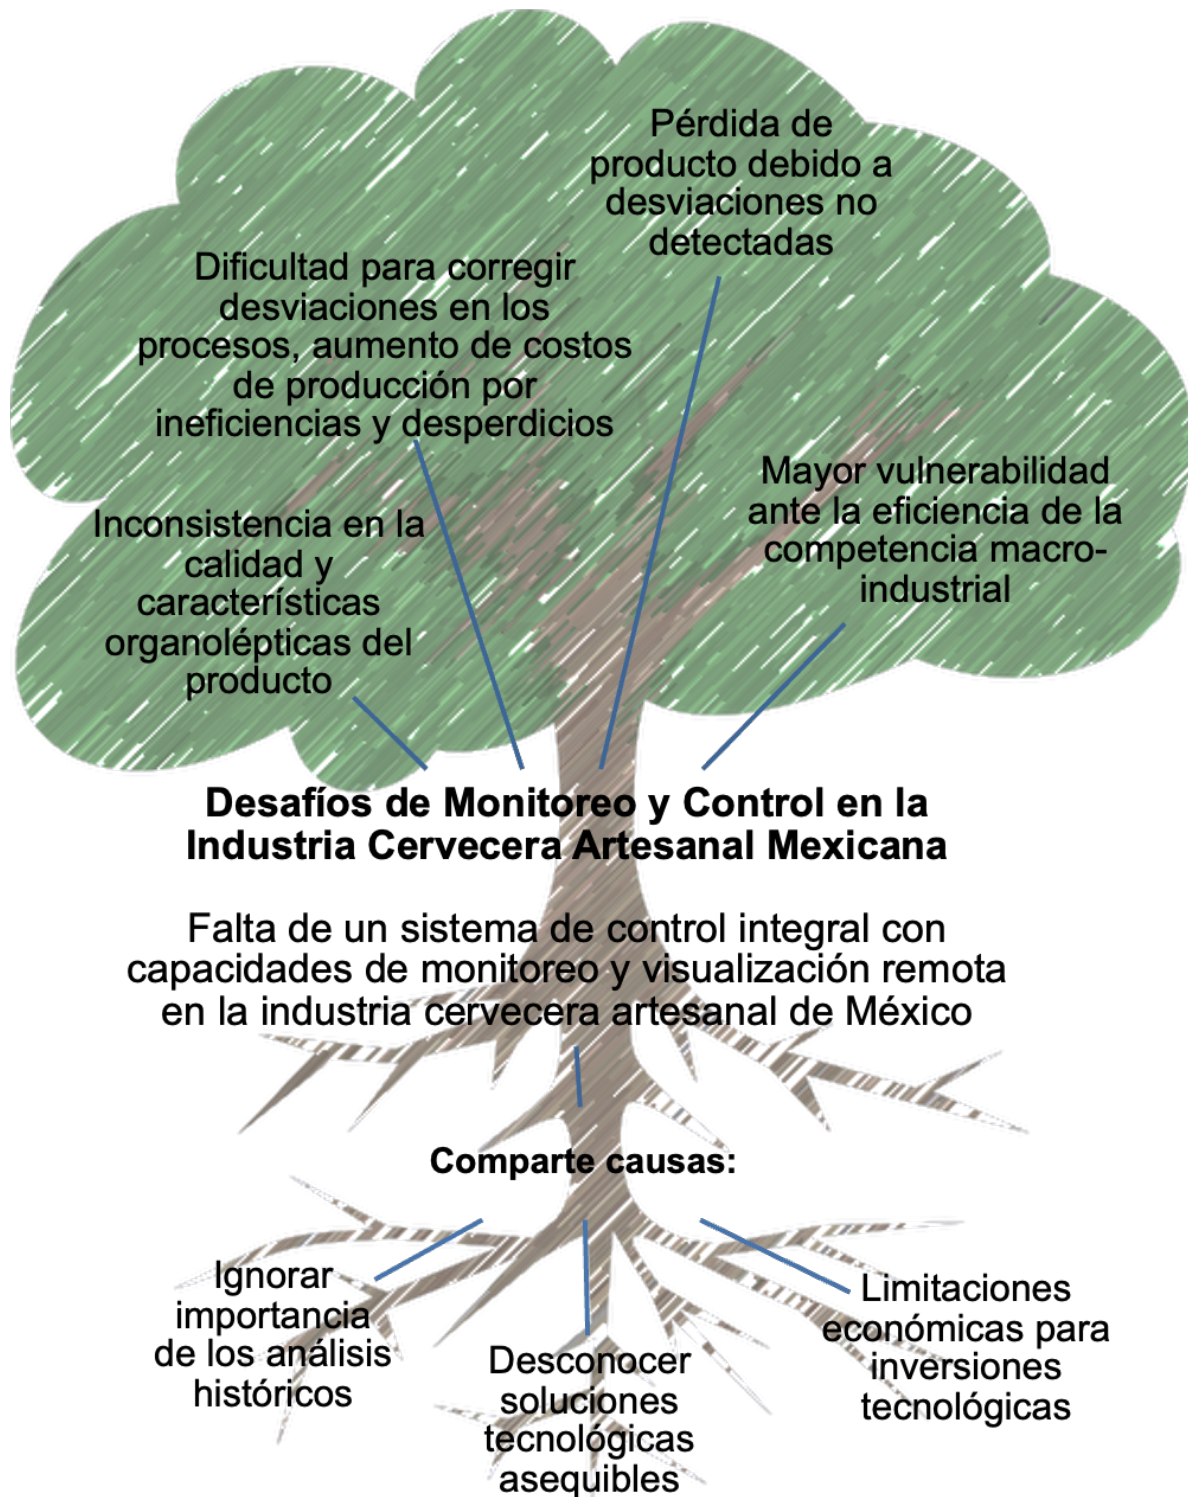 Pérdida de
producto debido a
desviaciones no
detectadas
Dificultad para corregir
desviaciones en los
procesos, aumento de costos
de producción por
ineficiencias y desperdicios
Mayor vulnerabilidad
ante la eficiencia de la
competencia macro-
industrial
Inconsistencia en la
calidad y
características
organolépticas del
producto
Desafíos de Monitoreo y Control en la
Industria Cervecera Artesanal Mexicana
Falta de un sistema de control integral con
capacidades de monitoreo y visualización remota
en la industria cervecera artesanal de México
Comparte causas:
Ignorar
importancia
de los análisis
históricos
Desconocer
soluciones
tecnológicas
asequibles
Limitaciones
económicas para
inversiones
tecnológicas